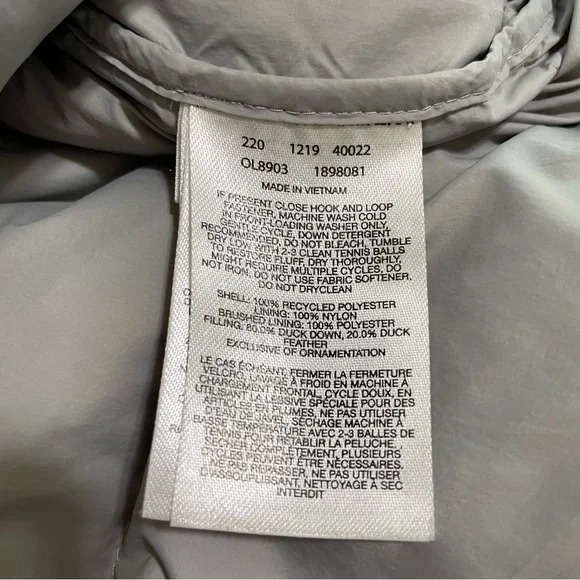 220 1219 40022
OL8903 1898081
MADE IN VIETNAM
IF PRESENT CLOSE HOOK AND LOOP
FASTENER, MACHINE WASH COLD
IN FRONT LOADING WASHER ONLY,
GENTLE CYCLE, DOWN DETERGENT
RECOMMENDED, DO NOT BLEACH, TUMBLE
DRY LOW WITH 2-3 CLEAN TENNIS BALLS
TO RESTORE FLUFF, DRY THOROUGHLY,
MIGHT REQUIRE MULTIPLE CYCLES, DO
NOT IRON, DO NOT USE FABRIC SOFTENER,
DO NOT DRYCLEAN
SHELL: 100% RECYCLED POLYESTER
LINING: 100% NYLON
BRUSHED LINING: 100% POLYESTER
FILLING: 80.0% DUCK DOWN, 20.0% DUCK
FEATHER
EXCLUSIVE OF ORNAMENTATION
LE CAS ÉCHÉANT, FERMER LA FERMETURE
VELCRO, LAVAGE À FROID EN MACHINE À
CHARGEMENT FRONTAL, CYCLE DOUX, EN
UTILISANT LA LESSIVE SPÉCIALE POUR DES
ARTICLES EN PLUMES, NE PAS UTILISER
D'EAU DE JAVEL, SÉCHAGE MACHINE À
BASSE TEMPÉRATURE AVEC 2-3 BALLES DE
TENNIS POUR RÉTABLIR LA PELUCHE,
SÉCHER COMPLÈTEMENT, PLUSIEURS
CYCLES PEUVENT ÊTRE NÉCESSAIRES,
NE PAS REPASSER, NE PAS UTILISER
D'ASSOUPLISSANT, NETTOYAGE À SEC
INTERDIT